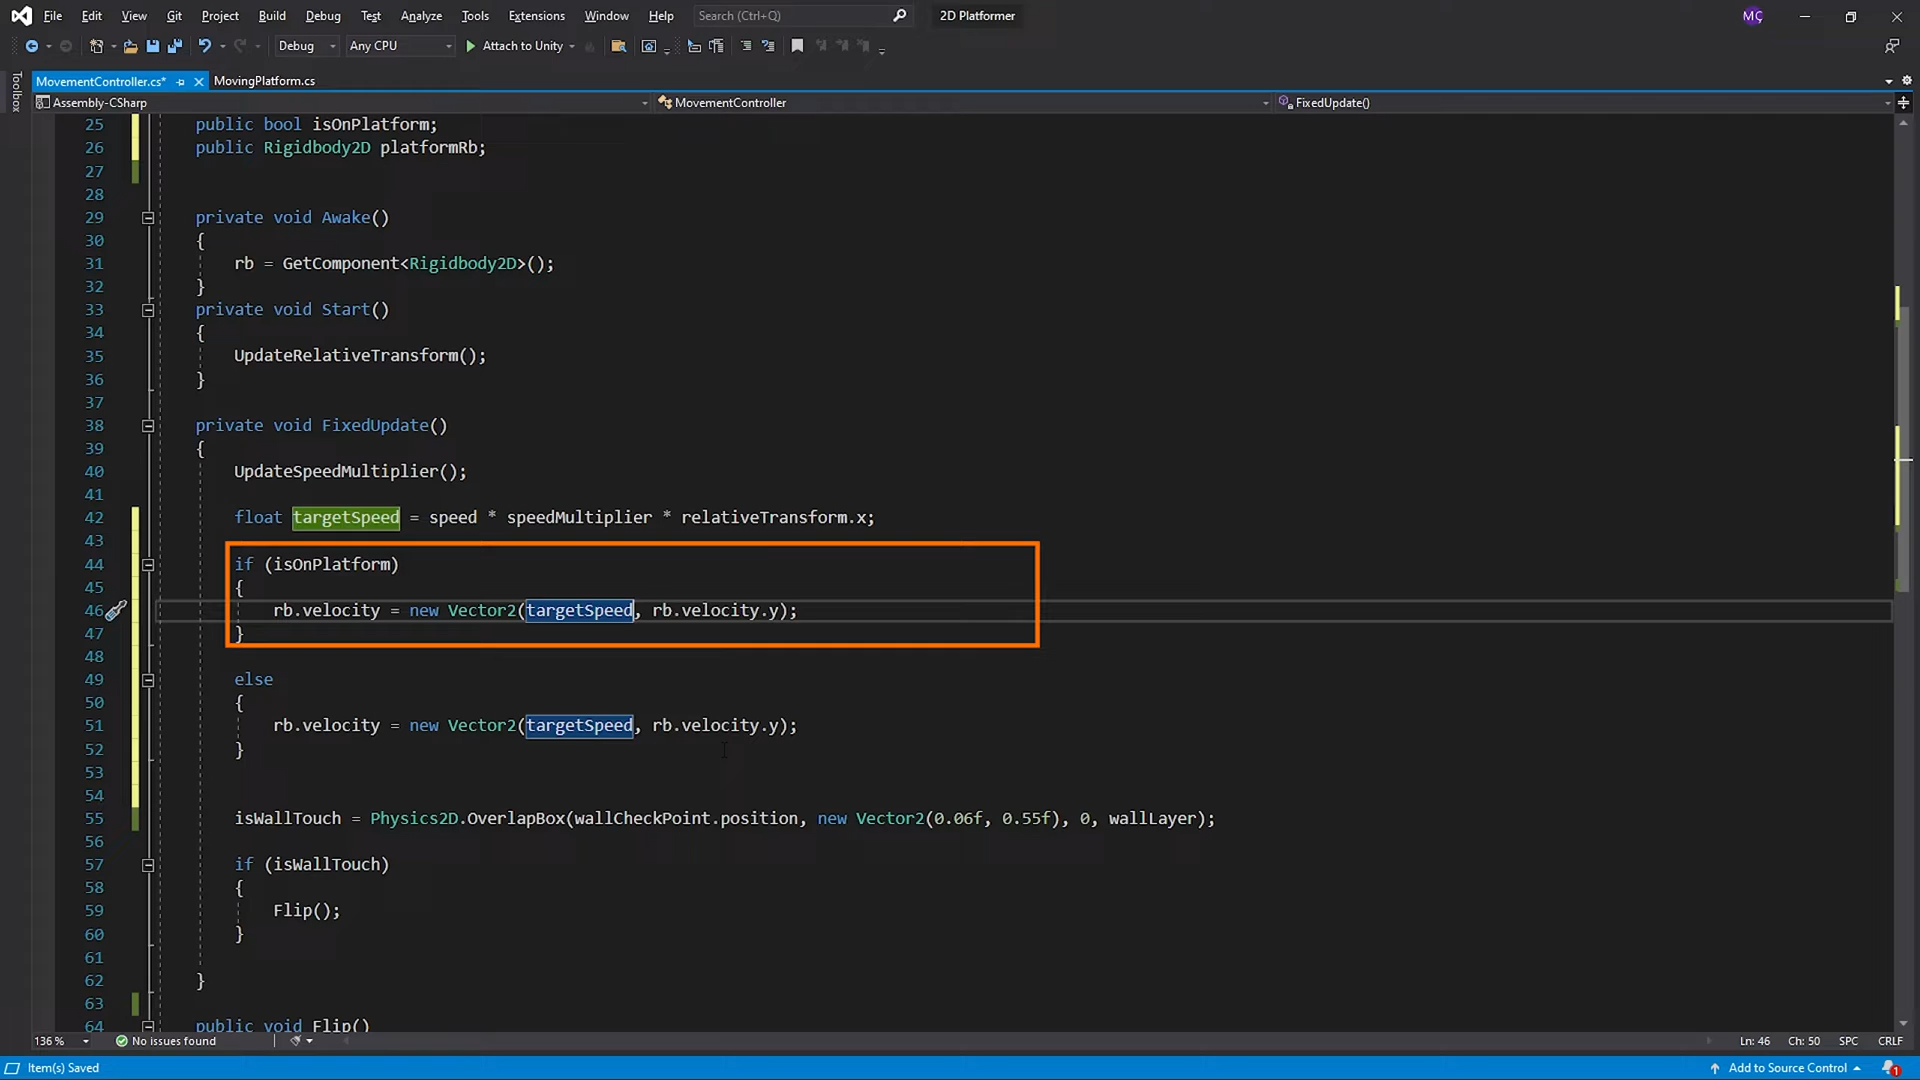 File Edit View Git Project Build Debug Test Analyze Tools Extensions Window Help Search (Ctrl+Q) 2D Platformer MÇ
Debug Any CPU Attach to Unity
MovementController.cs* MovingPlatform.cs
Toolbox
Assembly-CSharp MovementController FixedUpdate()
25 public bool isOnPlatform;
26 public Rigidbody2D platformRb;
27
28
29 private void Awake()
30 {
31 rb = GetComponent<Rigidbody2D>();
32 }
33 private void Start()
34 {
35 UpdateRelativeTransform();
36 }
37
38 private void FixedUpdate()
39 {
40 UpdateSpeedMultiplier();
41
42 float targetSpeed = speed * speedMultiplier * relativeTransform.x;
43
44 if (isOnPlatform)
45 {
46 rb.velocity = new Vector2(targetSpeed, rb.velocity.y);
47 }
48
49 else
50 {
51 rb.velocity = new Vector2(targetSpeed, rb.velocity.y);
52 }
53
54
55 isWallTouch = Physics2D.OverlapBox(wallCheckPoint.position, new Vector2(0.06f, 0.55f), 0, wallLayer);
56
57 if (isWallTouch)
58 {
59 Flip();
60 }
61
62 }
63
64 public void Flip()
136 % No issues found Ln: 46 Ch: 50 SPC CRLF
Item(s) Saved Add to Source Control 1